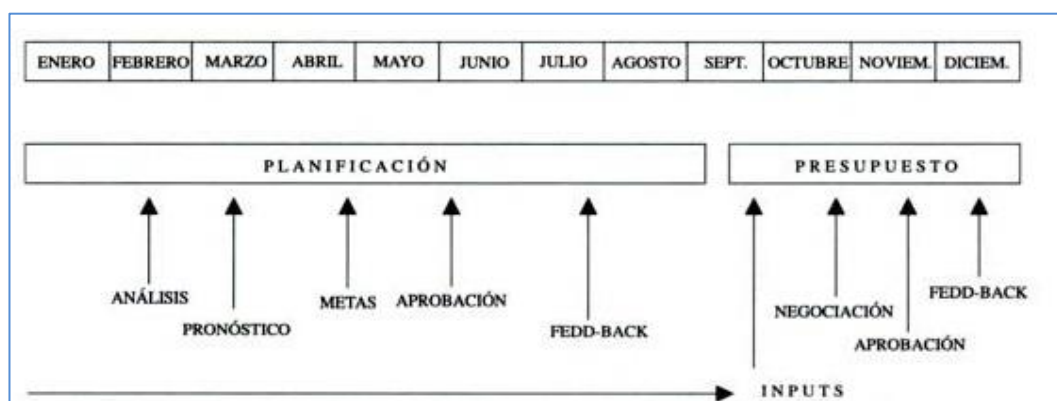 ENERO FEBRERO MARZO ABRIL MAYO JUNIO JULIO AGOSTO SEPT. OCTUBRE NOVIEM. DICIEM.
PLANIFICACIÓN PRESUPUESTO
ANÁLISIS
PRONÓSTICO
METAS
APROBACIÓN
FEDD-BACK
NEGOCIACIÓN
APROBACIÓN
FEDD-BACK
INPUTS